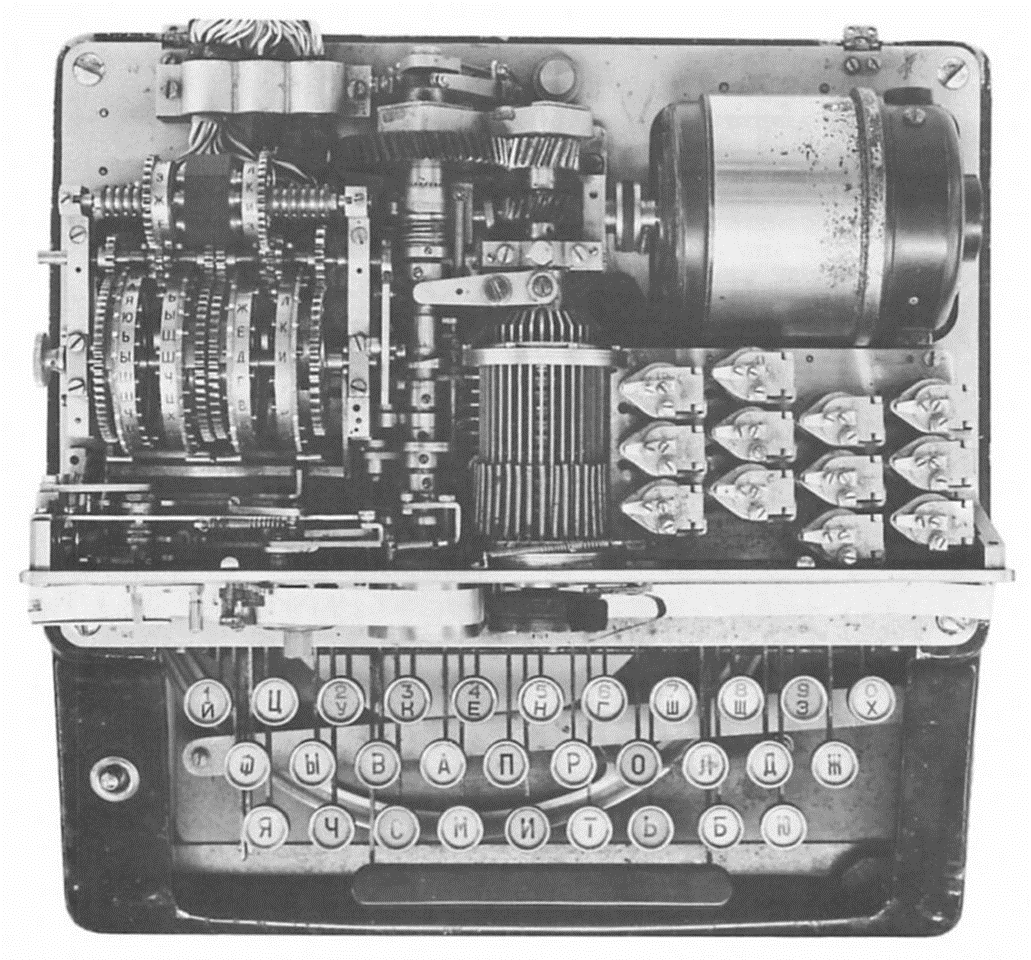 З Ж
Л К
Я Ю Ь Ы
Ы Щ Ш Ч Ц Х
Ж Е Д Г В
Л К И
1 2 3 4 5 6 7 8 9 0
Й Ц У К Е Н Г Ш Щ З Х
Ф Ы В А П Р О Л Д Ж
Я Ч С М И Т Ь Б Ю